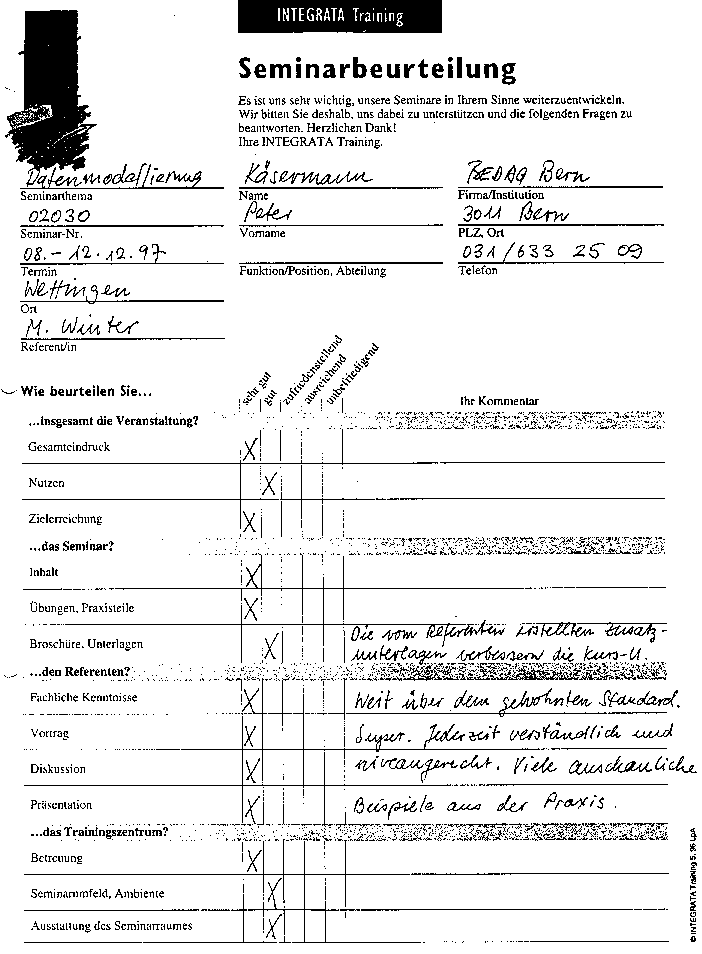 INTEGRATA Training
Seminarbeurteilung
Es ist uns sehr wichtig, unsere Seminare in Ihrem Sinne weiterzuentwickeln.
Wir bitten Sie deshalb, uns dabei zu unterstützen und die folgenden Fragen zu
beantworten. Herzlichen Dank!
Ihre INTEGRATA Training.
Datenmodellierung
Seminarthema
02030
Seminar-Nr.
08. - 12.12.97
Termin
Wettingen
Ort
M. Winter
Referent/in
Käsermann
Name
Peter
Vorname
Funktion/Position, Abteilung
BEDAG Bern
Firma/Institution
3011 Bern
PLZ, Ort
031/633 25 09
Telefon
Wie beurteilen Sie...
sehr gut
gut
zufriedenstellend
ausreichend
unbefriedigend
Ihr Kommentar
...insgesamt die Veranstaltung?
Gesamteindruck X
Nutzen X
Zielerreichung X
...das Seminar?
Inhalt X
Übungen, Praxisteile X
Broschüre, Unterlagen X Die vom Referenten erstellten Zusatz-
unterlagen verbessern die Kurs-U.
...den Referenten?
Fachliche Kenntnisse X Weit über dem gewohnten Standard.
Vortrag X Super. Jederzeit verständlich und
Diskussion X niveaugerecht. Viele anschauliche
Präsentation X Beispiele aus der Praxis.
...das Trainingszentrum?
Betreuung X
Seminarumfeld, Ambiente X
Ausstattung des Seminarraumes X
© INTEGRATA Training 5. 96 LpA